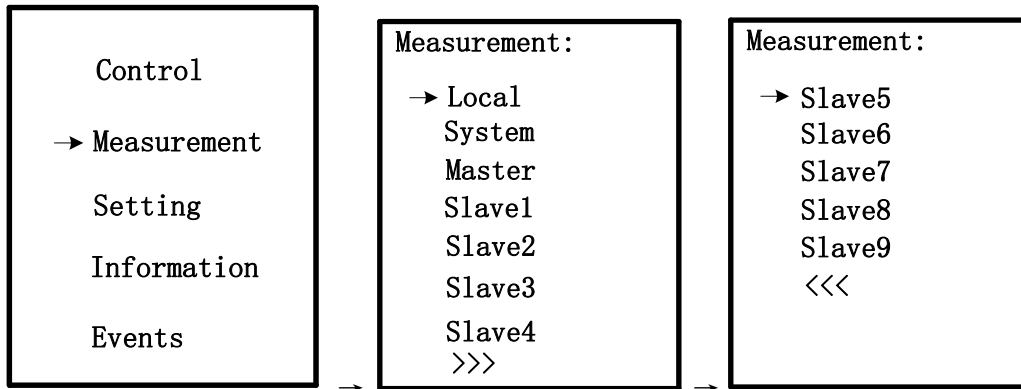 Control
→ Measurement
Setting
Information
Events
Measurement:
→ Local
System
Master
Slave1
Slave2
Slave3
Slave4
>>>
Measurement:
→ Slave5
Slave6
Slave7
Slave8
Slave9
<<<